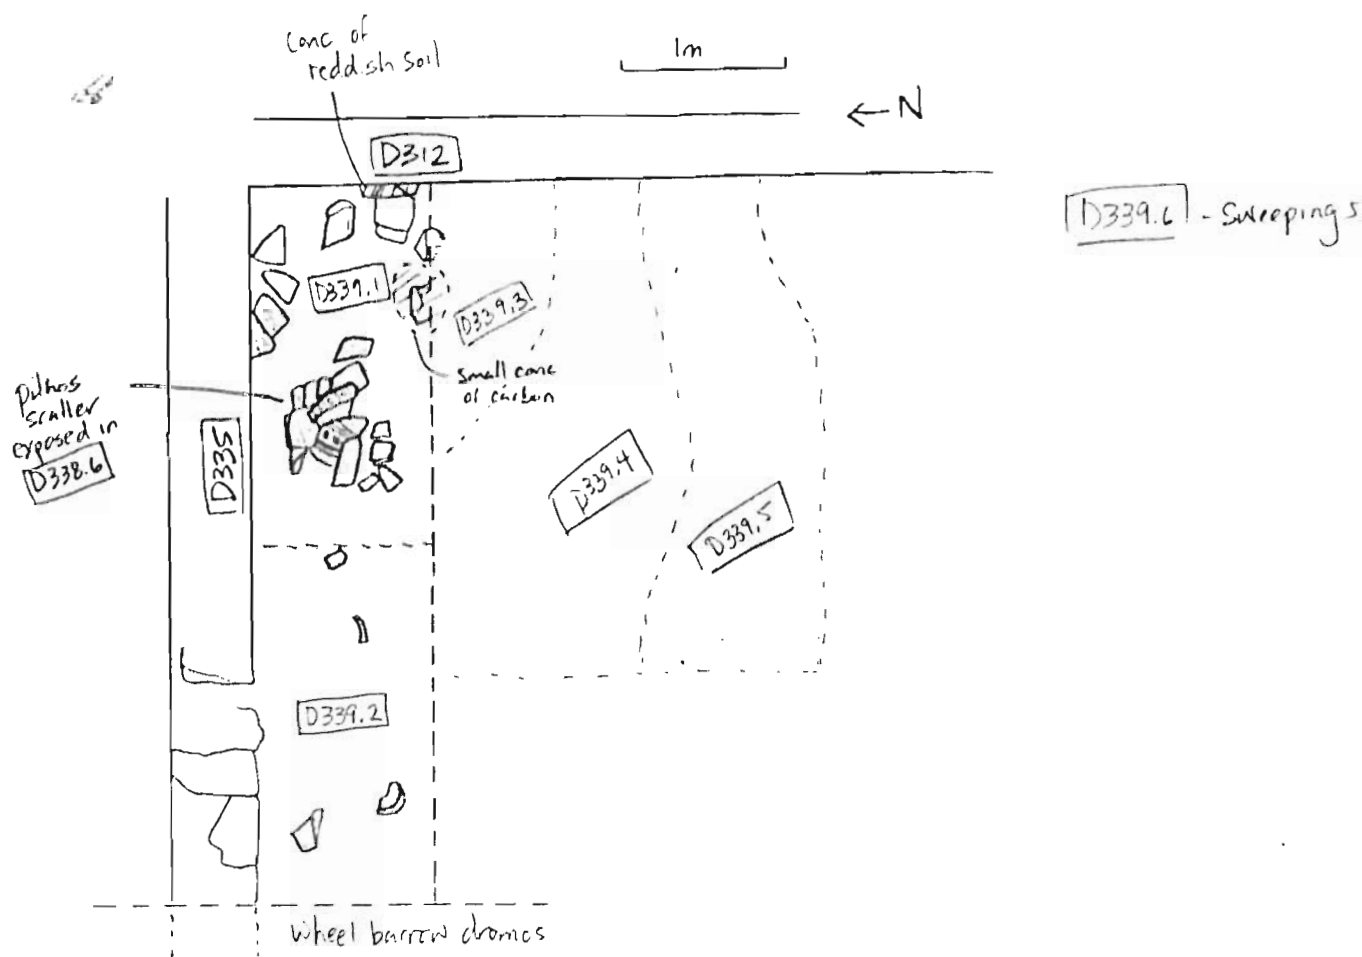 conc of
reddish soil
1m
← N
D312
D339.6 - Sweepings
D339.1
D339.3
small conc
of carbon
pithos
scatter
exposed in
D338.6
D335
D339.4
D339.5
D339.2
wheel barrow dromos